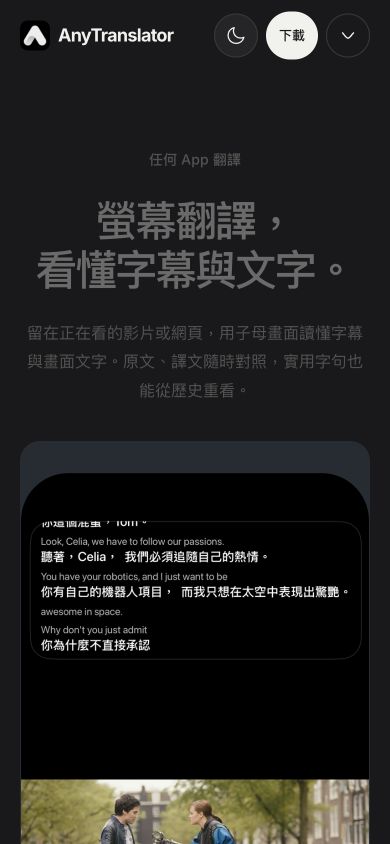 AnyTranslator
下載
任何 App 翻譯
螢幕翻譯，
看懂字幕與文字。
留在正在看的影片或網頁，用子母畫面讀懂字幕
與畫面文字。原文、譯文隨時對照，實用字句也
能從歷史重看。
你這個混蛋，Tom。
Look, Celia, we have to follow our passions.
聽著，Celia， 我們必須追隨自己的熱情。
You have your robotics, and I just want to be
你有自己的機器人項目， 而我只想在太空中表現出驚艷。
awesome in space.
Why don't you just admit
你為什麼不直接承認